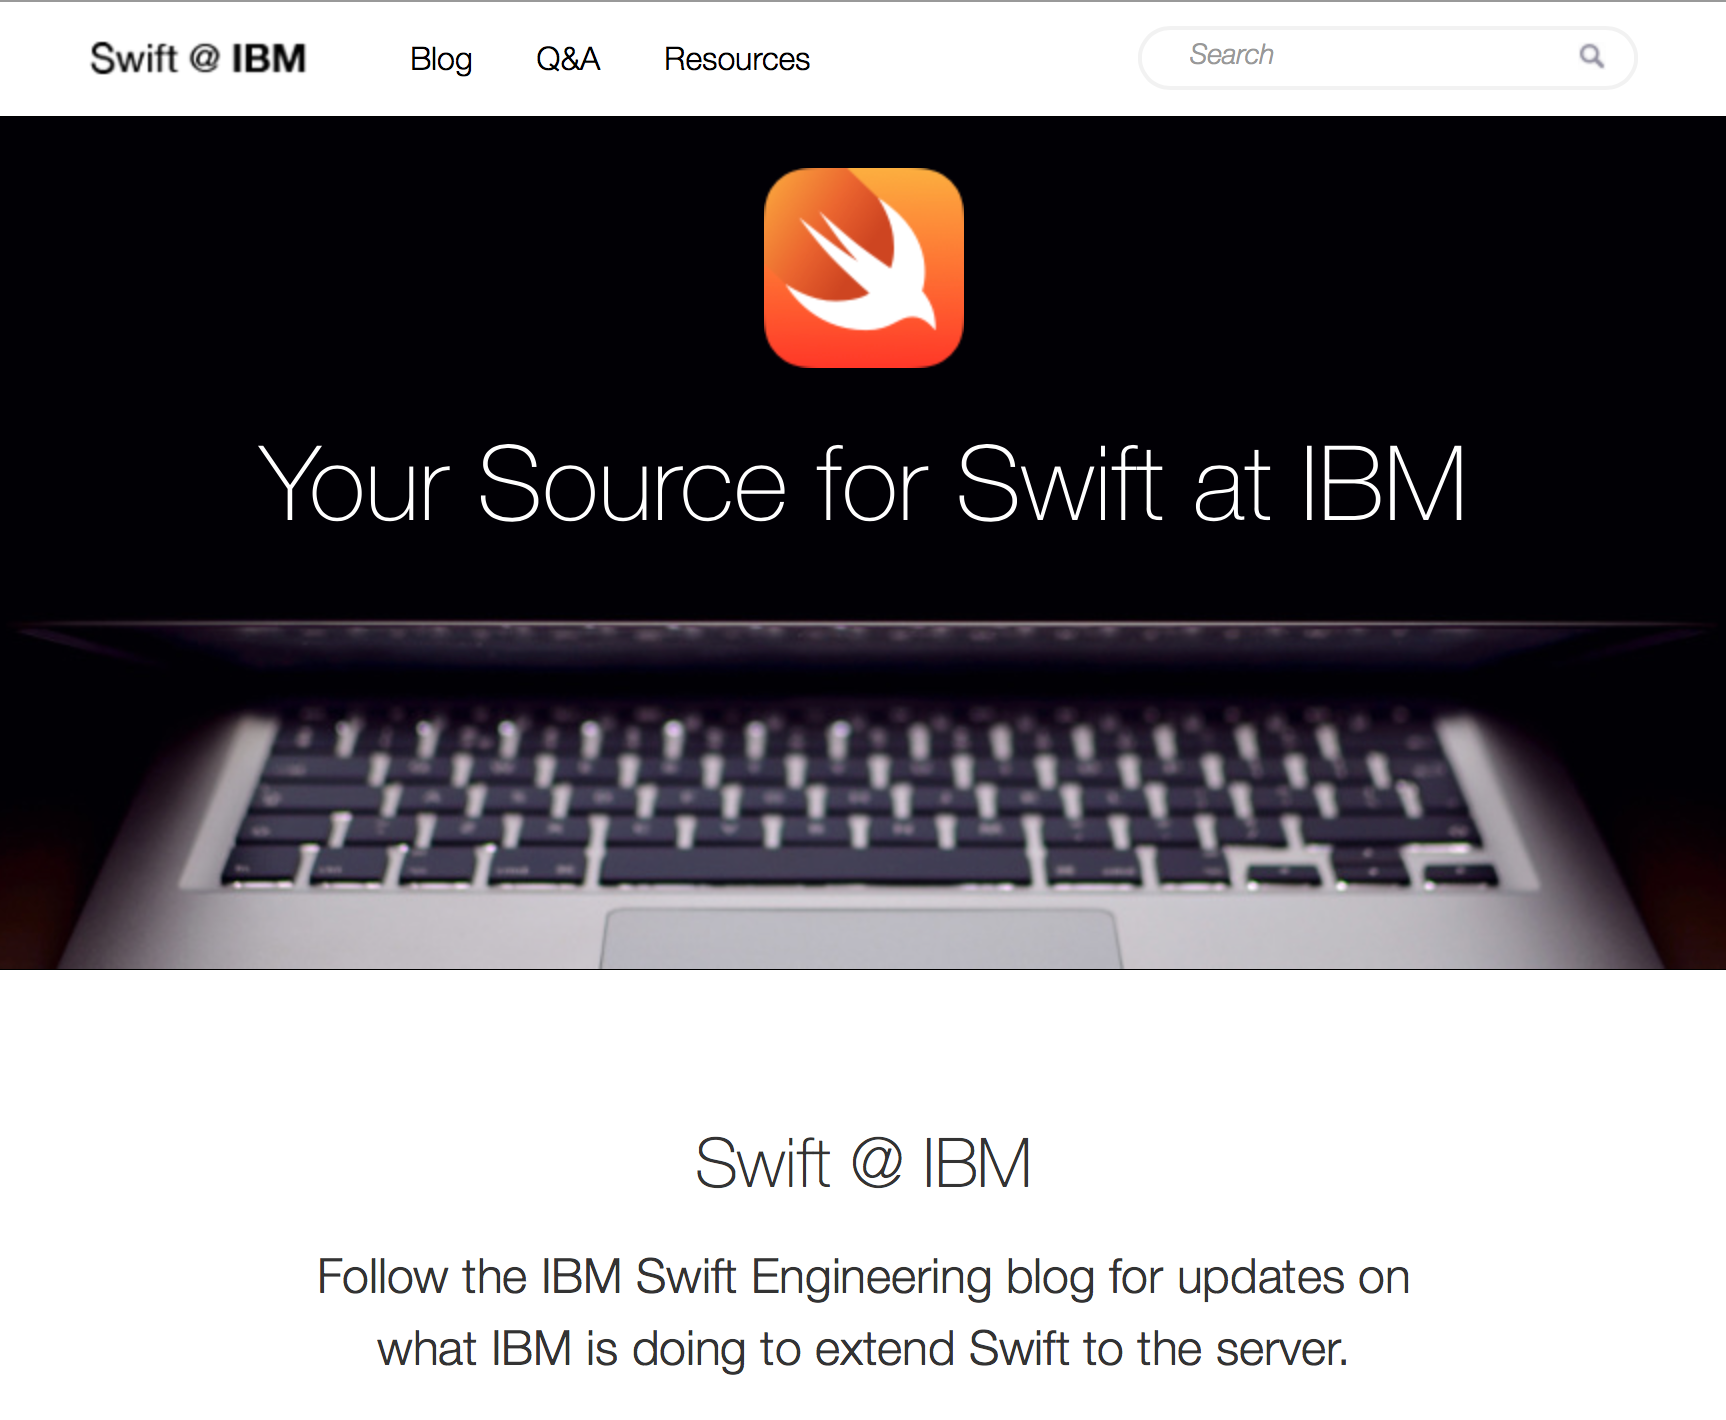 Swift @ IBM
Blog
Q&A
Resources
Search
Your Source for Swift at IBM
Swift @ IBM
Follow the IBM Swift Engineering blog for updates on
what IBM is doing to extend Swift to the server.